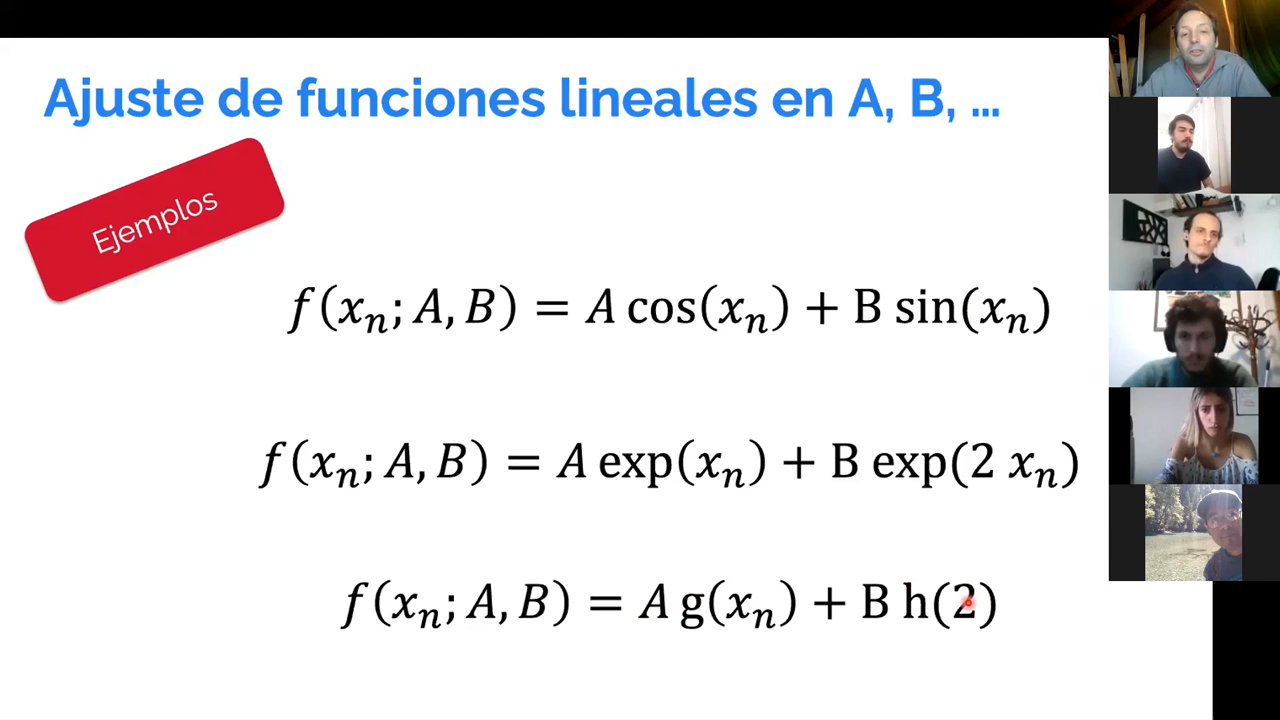 Ajuste de funciones lineales en A, B, ...
Ejemplos
f(xₙ; A, B) = A cos(xₙ) + B sin(xₙ)
f(xₙ; A, B) = A exp(xₙ) + B exp(2 xₙ)
f(xₙ; A, B) = A g(xₙ) + B h(2)